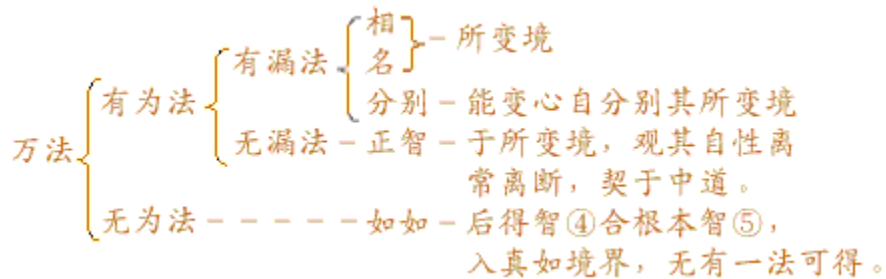 相
有漏法 名 － 所变境
有为法 分别 － 能变心自分别其所变境
万法 无漏法 － 正智 － 于所变境，观其自性离
常离断，契于中道。
无为法 － － － － － 如如 － 后得智④合根本智⑤，
入真如境界，无有一法可得。